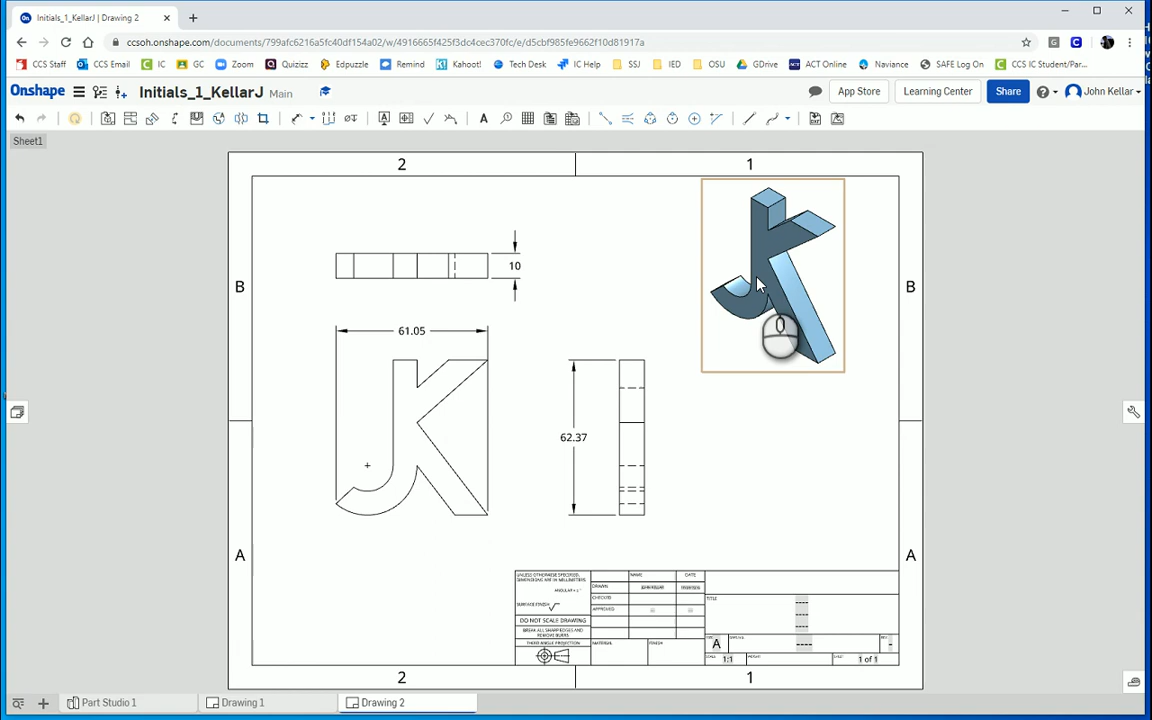 Initials_1_KellarJ | Drawing 2
ccsoh.onshape.com/documents/799afc6216a5fc40df154a02/w/4916665f425f3dc4cec370fc/e/d5cbf985fe9662f10d81917a
CCS Staff CCS Email IC GC Zoom Quizizz Edpuzzle Remind Kahoot! Tech Desk IC Help SSJ IED OSU GDrive ACT Online Naviance SAFE Log On CCS IC Student/Par...
Onshape Initials_1_KellarJ Main App Store Learning Center Share John Kellar
Sheet1
2 1
10
B B
61.05
62.37
A A
UNLESS OTHERWISE SPECIFIED,
DIMENSIONS ARE IN MILLIMETERS
ANGULAR = ±°
SURFACE FINISH
DO NOT SCALE DRAWING
BREAK ALL SHARP EDGES AND
REMOVE BURRS
THIRD ANGLE PROJECTION
NAME DATE
DRAWN JOHN KELLAR
CHECKED
APPROVED
MATERIAL FINISH
TITLE
SIZE A
SCALE 1:1 WEIGHT SHEET 1 of 1
2 1
Part Studio 1 Drawing 1 Drawing 2